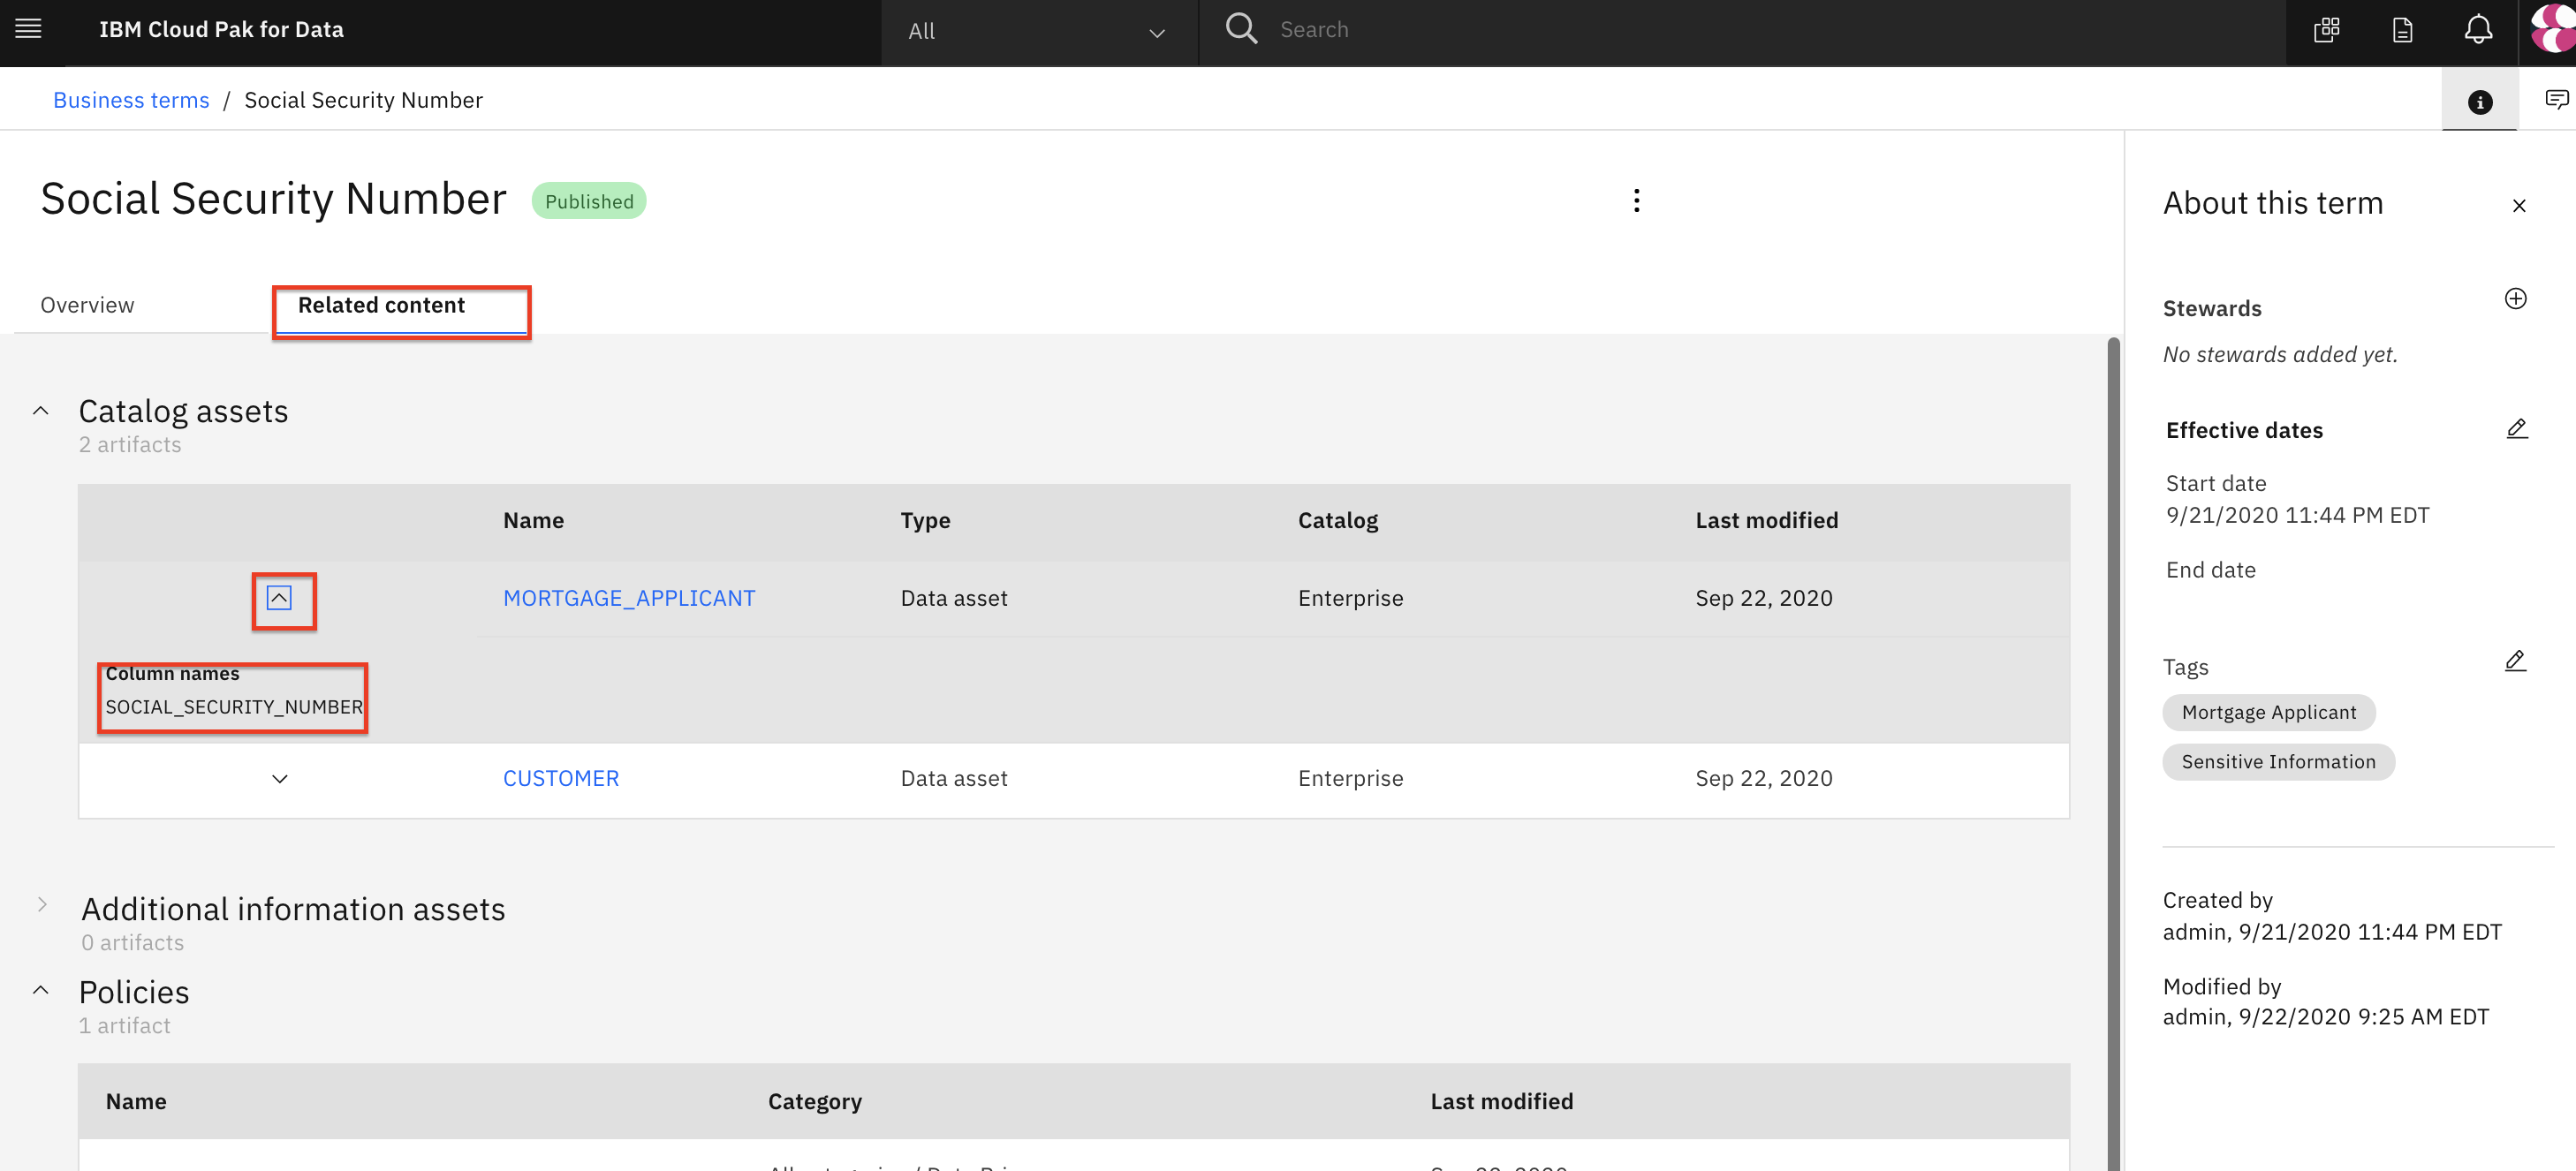 IBM Cloud Pak for Data
All
Search
Business terms / Social Security Number
Social Security Number
Published
Overview
Related content
Catalog assets
2 artifacts
Name Type Catalog Last modified
MORTGAGE_APPLICANT Data asset Enterprise Sep 22, 2020
Column names
SOCIAL_SECURITY_NUMBER
CUSTOMER Data asset Enterprise Sep 22, 2020
Additional information assets
0 artifacts
Policies
1 artifact
Name Category Last modified
About this term
Stewards
No stewards added yet.
Effective dates
Start date
9/21/2020 11:44 PM EDT
End date
Tags
Mortgage Applicant
Sensitive Information
Created by
admin, 9/21/2020 11:44 PM EDT
Modified by
admin, 9/22/2020 9:25 AM EDT